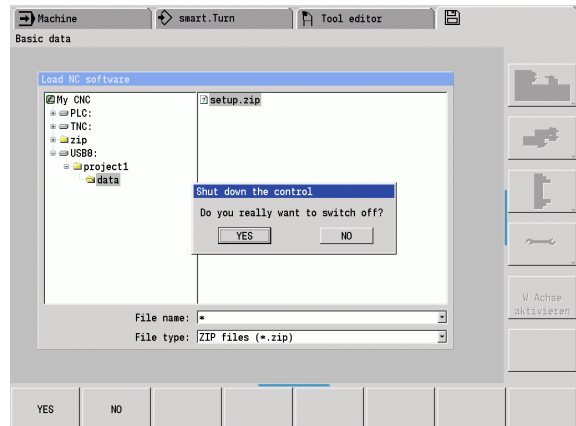 Machine
smart.Turn
Tool editor
Basic data
Load NC software
My CNC
PLC:
TNC:
zip
USB0:
project1
data
setup.zip
Shut down the control
Do you really want to switch off?
YES
NO
File name: *
File type: ZIP files (*.zip)
W Achse
aktivieren
YES
NO